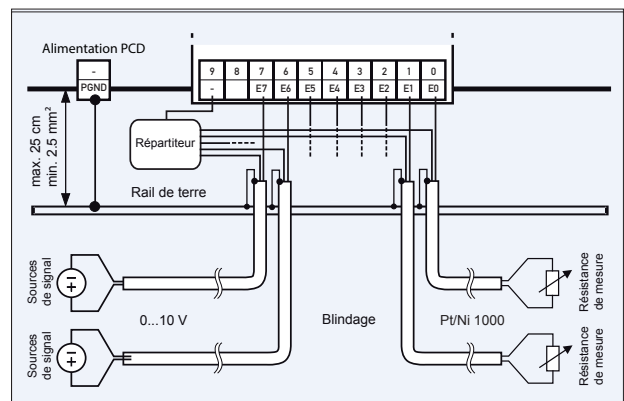 Alimentation PCD
-
PGND
9 8 7 6 5 4 3 2 1 0
- E7 E6 E5 E4 E3 E2 E1 E0
max. 25 cm
min. 2.5 mm²
Répartiteur
Rail de terre
Sources
de signal
0...10 V
Blindage
Pt/Ni 1000
Résistance
de mesure
Sources
de signal
Résistance
de mesure